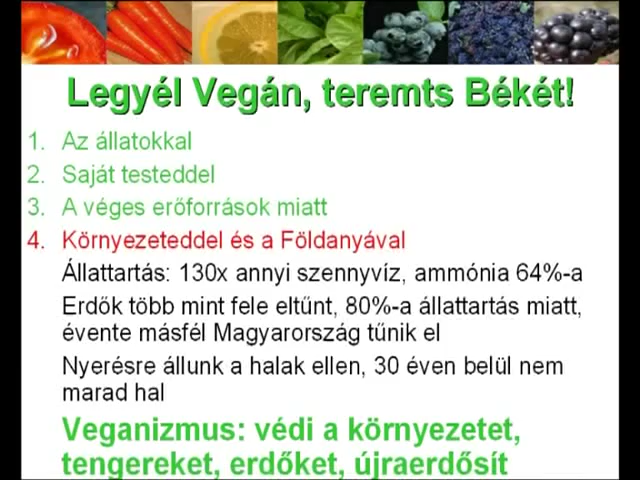 Legyél Vegán, teremts Békét!
1. Az állatokkal
2. Saját testeddel
3. A véges erőforrások miatt
4. Környezeteddel és a Földanyával
Állattartás: 130x annyi szennyvíz, ammónia 64%-a
Erdők több mint fele eltűnt, 80%-a állattartás miatt,
évente másfél Magyarország tűnik el
Nyerésre állunk a halak ellen, 30 éven belül nem
marad hal
Veganizmus: védi a környezetet,
tengereket, erdőket, újraerdősít